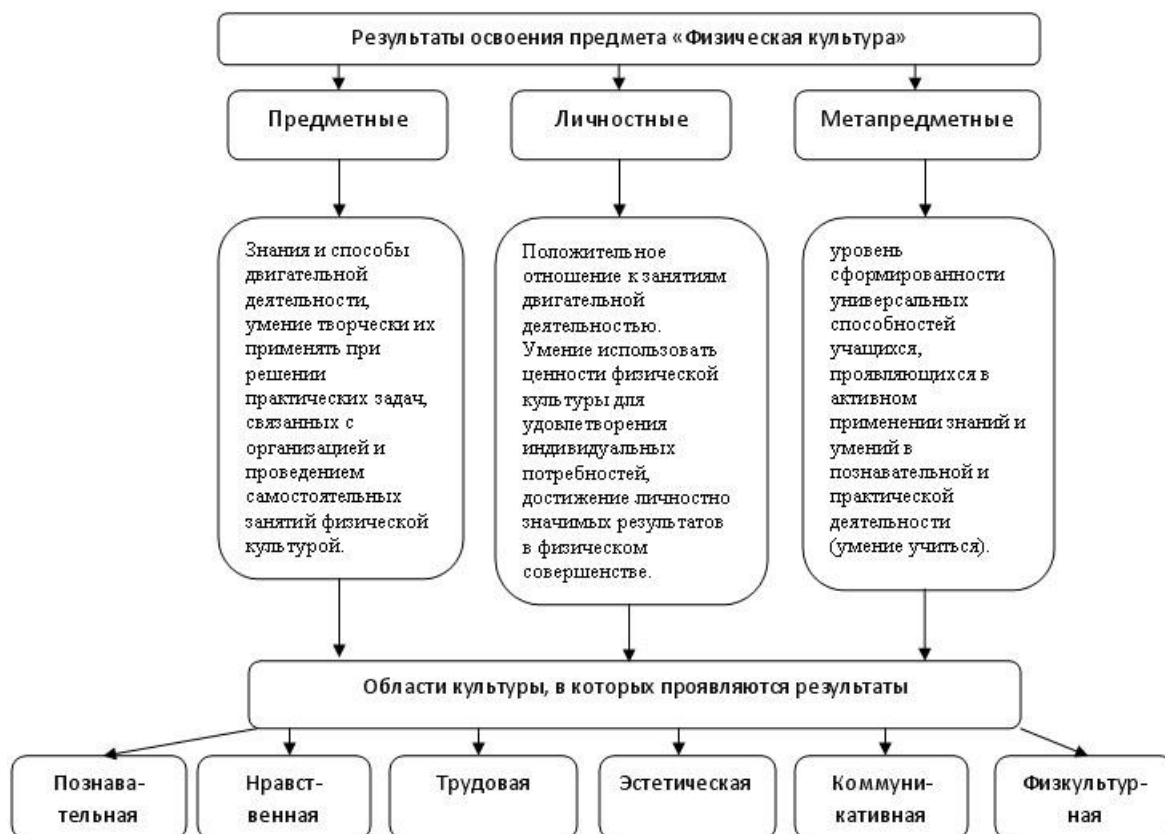 Результаты освоения предмета «Физическая культура»
Предметные
Личностные
Метапредметные
Знания и способы
двигательной
деятельности,
умение творчески их
применять при
решении
практических задач,
связанных с
организацией и
проведением
самостоятельных
занятий физической
культурой.
Положительное
отношение к занятиям
двигательной
деятельностью.
Умение использовать
ценности физической
культуры для
удовлетворения
индивидуальных
потребностей,
достижение личностно
значимых результатов
в физическом
совершенстве.
уровень
сформированности
универсальных
способностей
учащихся,
проявляющихся в
активном
применении знаний и
умений в
познавательной и
практической
деятельности
(умение учиться).
Области культуры, в которых проявляются результаты
Познава-
тельная
Нравст-
венная
Трудовая
Эстетическая
Коммуни-
кативная
Физкультур-
ная